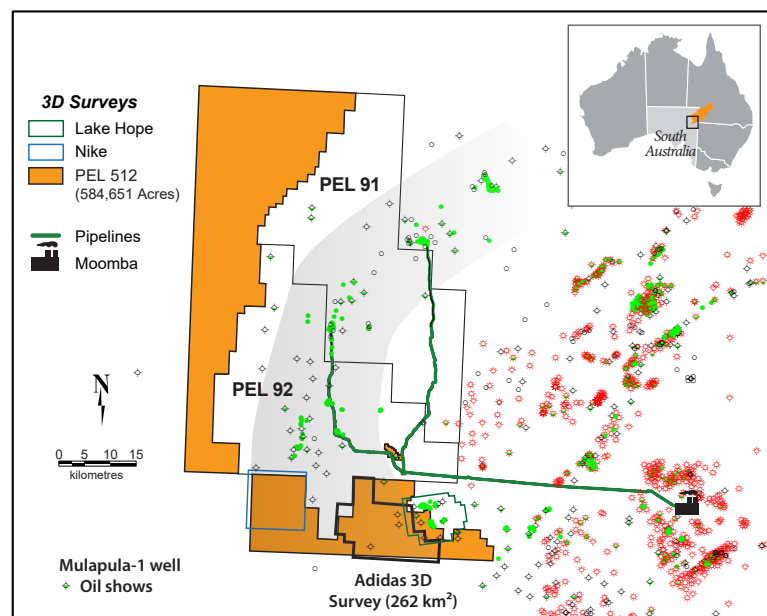 3D Surveys
Lake Hope
Nike
PEL 512
(584,651 Acres)
Pipelines
Moomba
PEL 91
PEL 92
South
Australia
N
0 5 10 15
kilometres
Mulapula-1 well
Oil shows
Adidas 3D
Survey (262 km²)